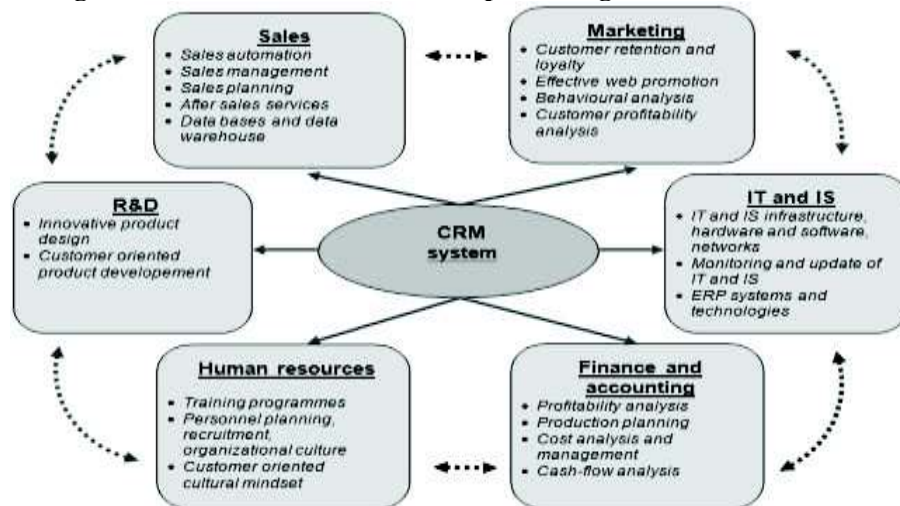 Sales
• Sales automation
• Sales management
• Sales planning
• After sales services
• Data bases and data
warehouse
Marketing
• Customer retention and
loyalty
• Effective web promotion
• Behavioural analysis
• Customer profitability
analysis
R&D
• Innovative product
design
• Customer oriented
product developement
CRM
system
IT and IS
• IT and IS infrastructure,
hardware and software,
networks
• Monitoring and update of
IT and IS
• ERP systems and
technologies
Human resources
• Training programmes
• Personnel planning,
recruitment,
organizational culture
• Customer oriented
cultural mindset
Finance and
accounting
• Profitability analysis
• Production planning
• Cost analysis and
management
• Cash-flow analysis